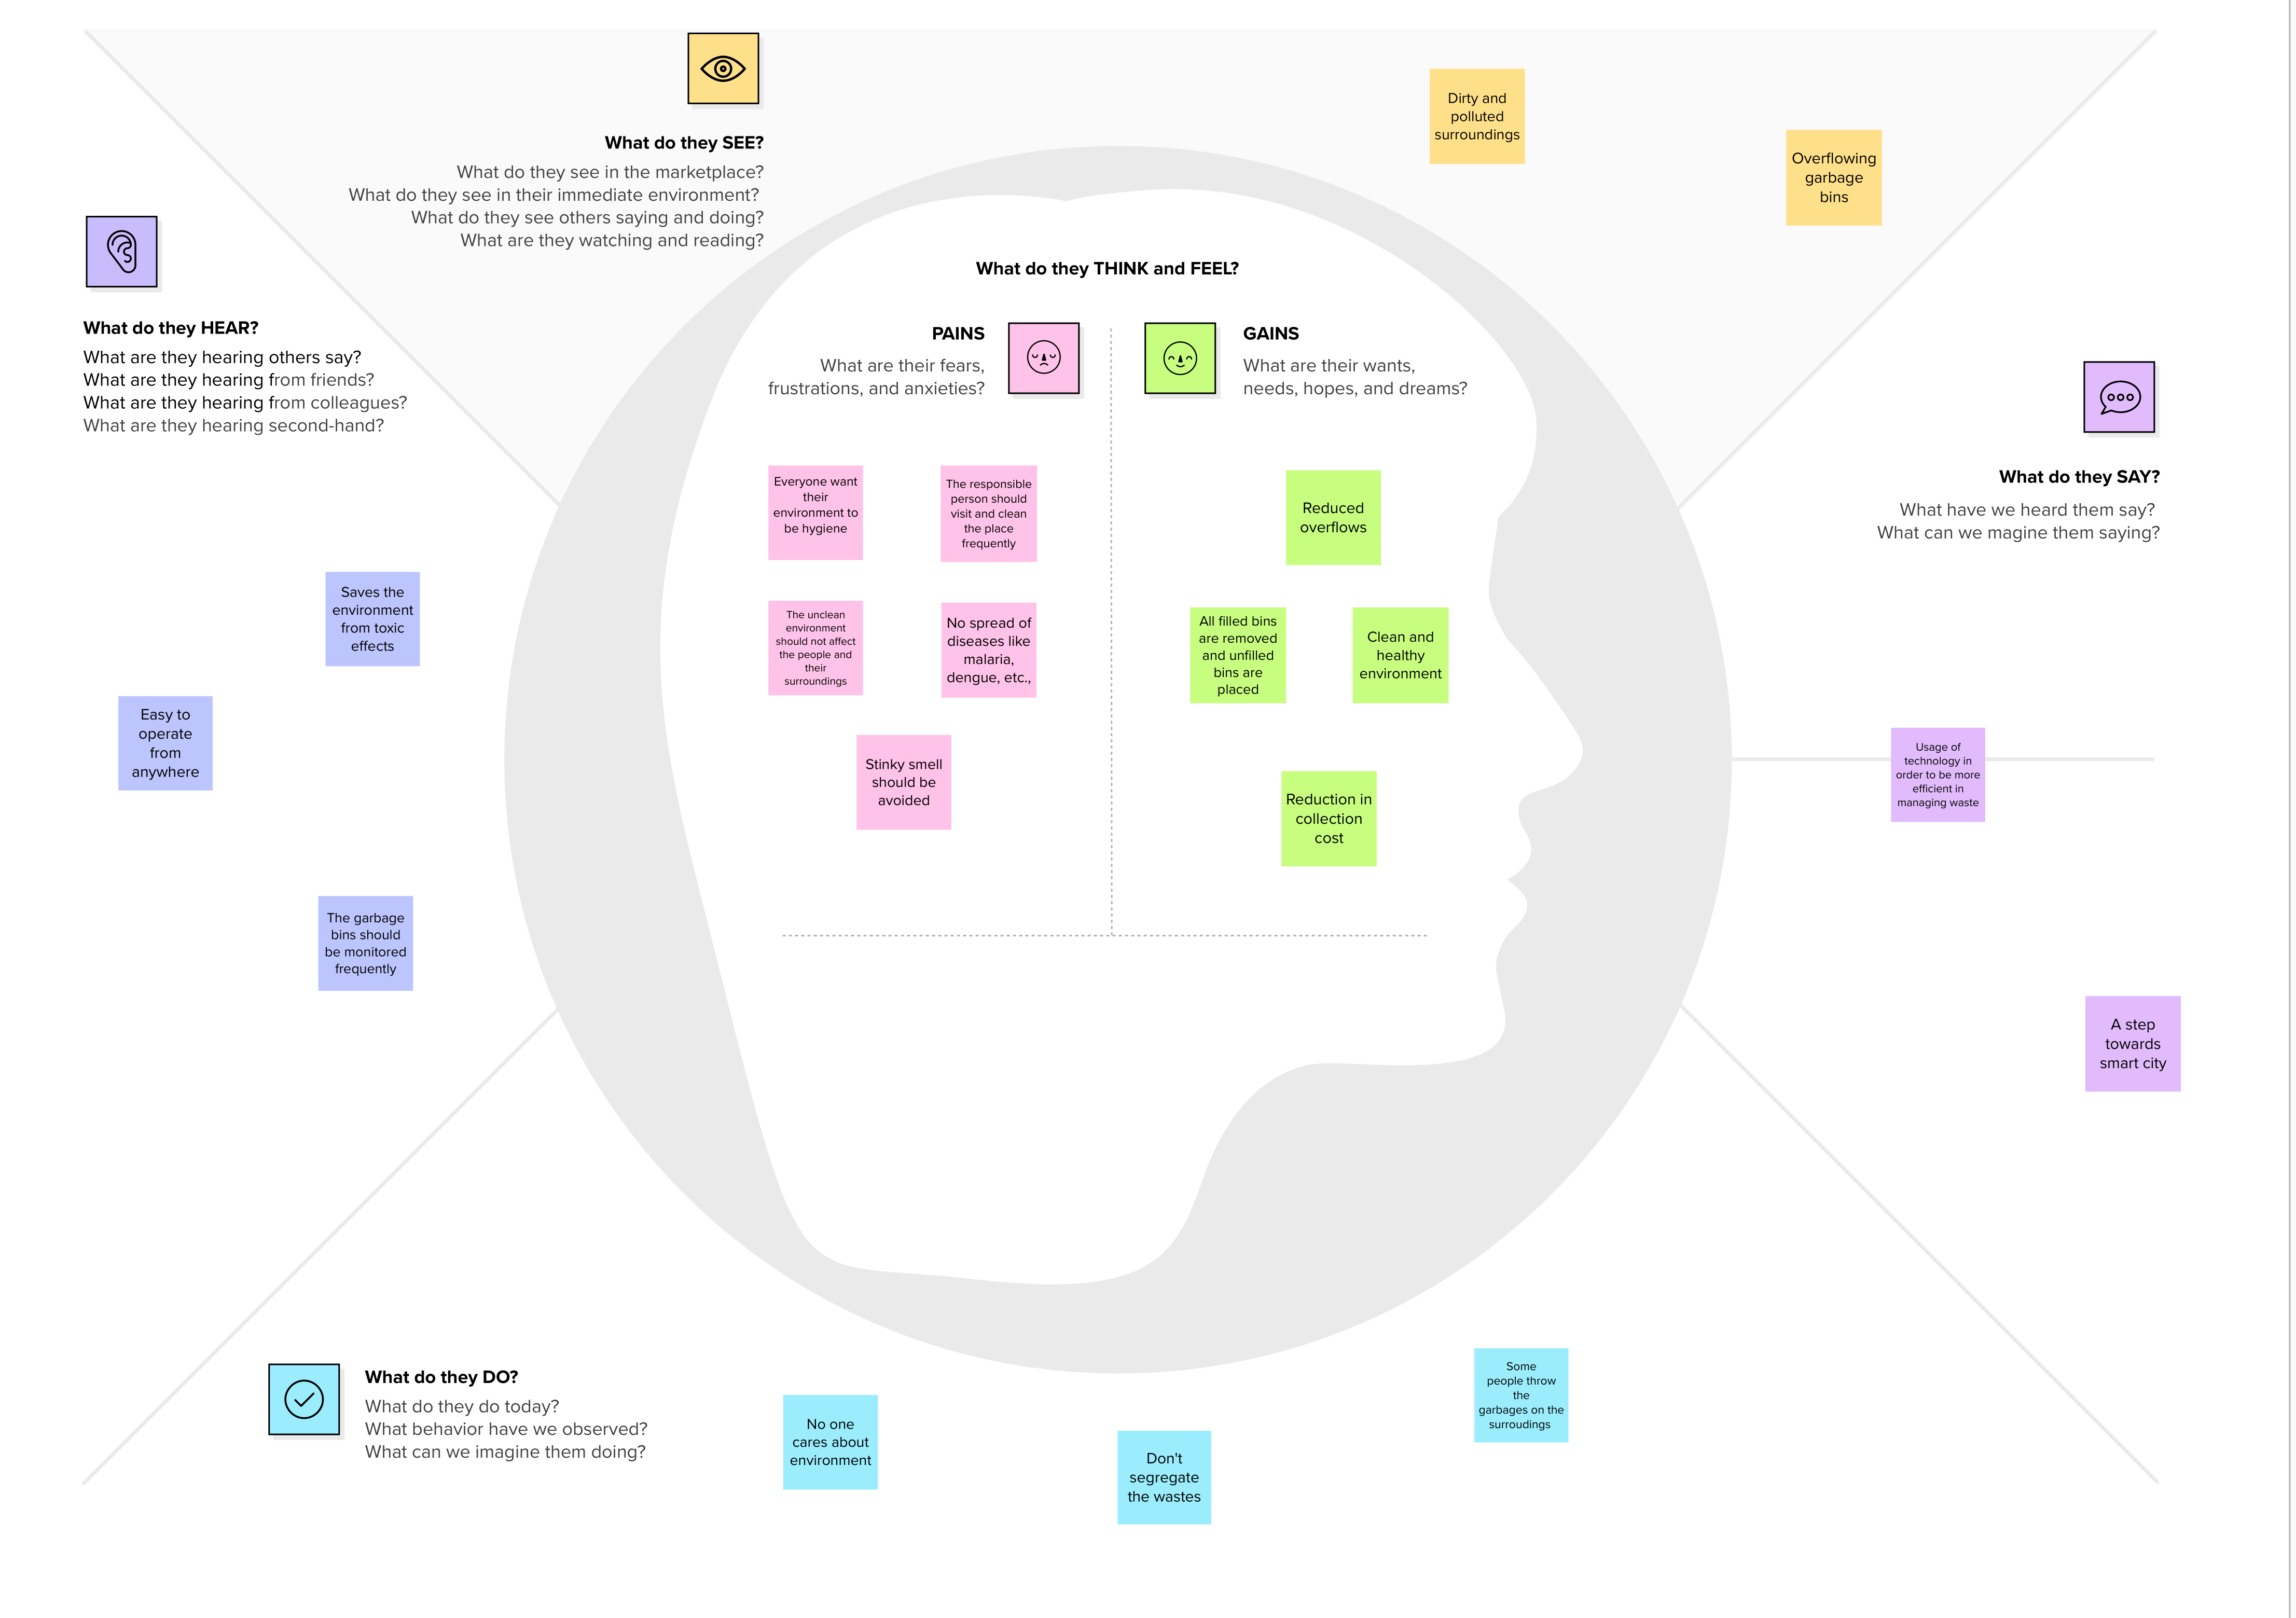 What do they SEE?
What do they see in the marketplace?
What do they see in their immediate environment?
What do they see others saying and doing?
What are they watching and reading?
Dirty and
polluted
surroundings
Overflowing
garbage
bins
What do they HEAR?
What are they hearing others say?
What are they hearing from friends?
What are they hearing from colleagues?
What are they hearing second-hand?
Saves the
environment
from toxic
effects
Easy to
operate
from
anywhere
The garbage
bins should
be monitored
frequently
What do they THINK and FEEL?
PAINS
What are their fears,
frustrations, and anxieties?
Everyone want
their
environment to
be hygiene
The responsible
person should
visit and clean
the place
frequently
The unclean
environment
should not affect
the people and
their
surroundings
No spread of
diseases like
malaria,
dengue, etc.,
Stinky smell
should be
avoided
GAINS
What are their wants,
needs, hopes, and dreams?
Reduced
overflows
All filled bins
are removed
and unfilled
bins are
placed
Clean and
healthy
environment
Reduction in
collection
cost
What do they SAY?
What have we heard them say?
What can we magine them saying?
Usage of
technology in
order to be more
efficient in
managing waste
A step
towards
smart city
What do they DO?
What do they do today?
What behavior have we observed?
What can we imagine them doing?
No one
cares about
environment
Don't
segregate
the wastes
Some
people throw
the
garbages on the
surroudings